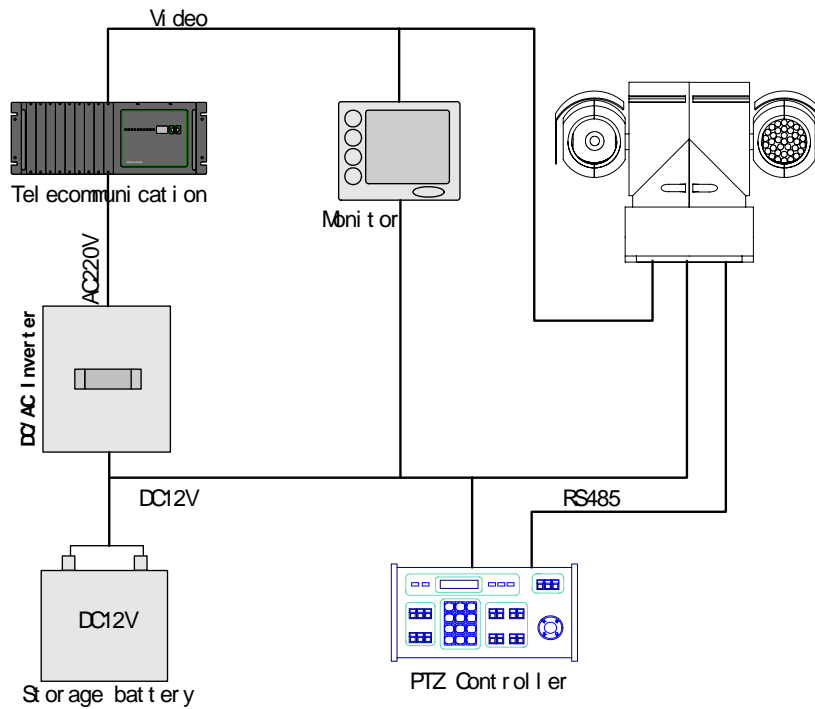 Video
Telecommunication
Monitor
AC220V
DC/AC Inverter
DC12V
RS485
DC12V
Storage battery
PTZ Controller